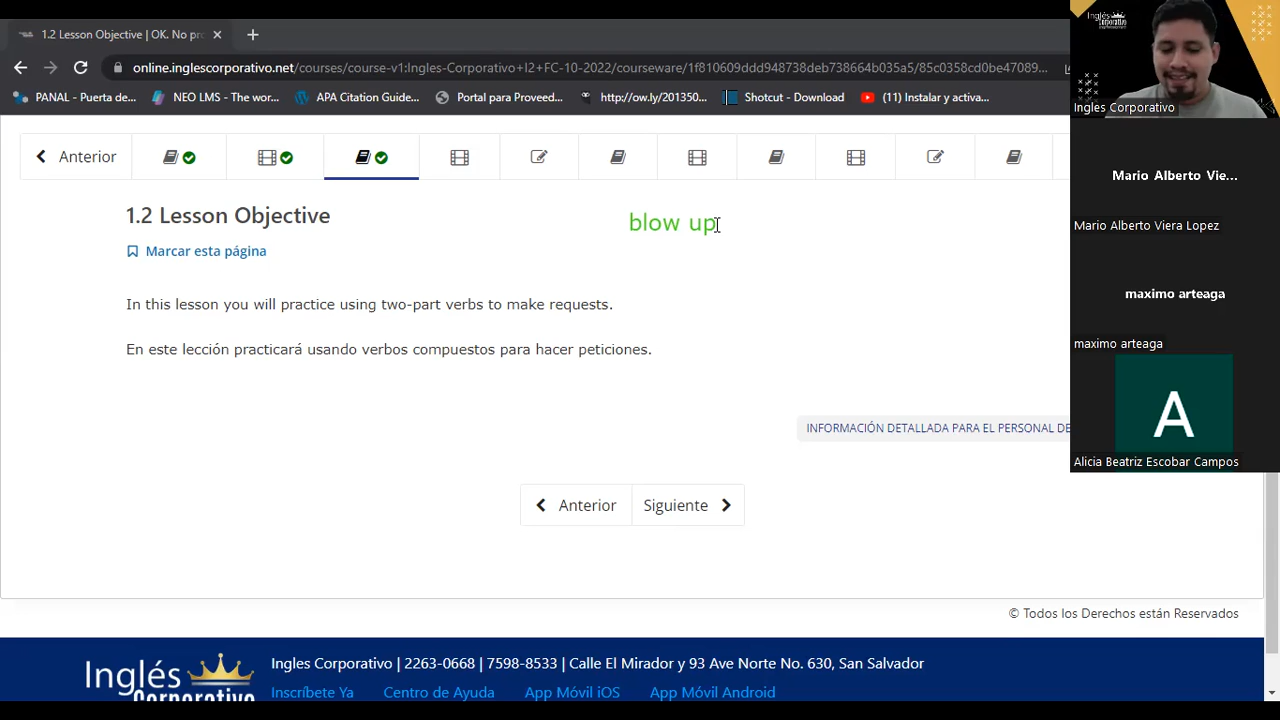 1.2 Lesson Objective | OK. No pro
online.inglescorporativo.net/courses/course-v1:Ingles-Corporativo+I2+FC-10-2022/courseware/1f810609ddd948738deb738664b035a5/85c0358cd0be47089...
PANAL - Puerta de... NEO LMS - The wor... APA Citation Guide... Portal para Proveed... http://ow.ly/201350... Shotcut - Download (11) Instalar y activa...
Anterior
1.2 Lesson Objective
blow up
Marcar esta página
In this lesson you will practice using two-part verbs to make requests.
En este lección practicará usando verbos compuestos para hacer peticiones.
INFORMACIÓN DETALLADA PARA EL PERSONAL DE
Anterior Siguiente
© Todos los Derechos están Reservados
Inglés Corporativo
Ingles Corporativo | 2263-0668 | 7598-8533 | Calle El Mirador y 93 Ave Norte No. 630, San Salvador
Inscríbete Ya Centro de Ayuda App Móvil iOS App Móvil Android
Inglés Corporativo
Ingles Corporativo
Mario Alberto Vie...
Mario Alberto Viera Lopez
maximo arteaga
maximo arteaga
A
Alicia Beatriz Escobar Campos